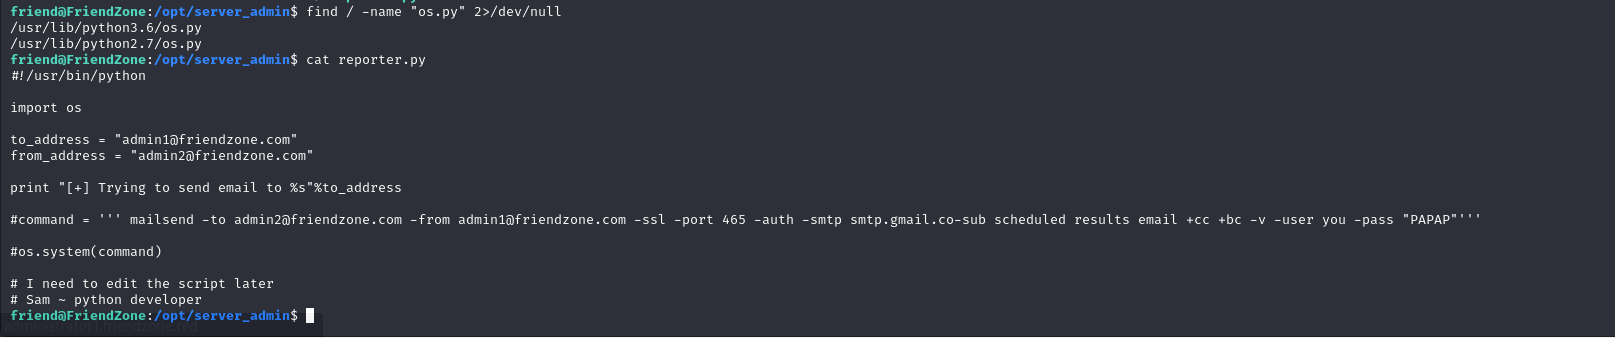 friend@FriendZone:/opt/server_admin$ find / -name "os.py" 2>/dev/null
/usr/lib/python3.6/os.py
/usr/lib/python2.7/os.py
friend@FriendZone:/opt/server_admin$ cat reporter.py
#!/usr/bin/python
import os
to_address = "admin1@friendzone.com"
from_address = "admin2@friendzone.com"
print "[+] Trying to send email to %s"%to_address
#command = ''' mailsend -to admin2@friendzone.com -from admin1@friendzone.com -ssl -port 465 -auth -smtp smtp.gmail.co-sub scheduled results email +cc +bc -v -user you -pass "PAPAP"'''
#os.system(command)
# I need to edit the script later
# Sam ~ python developer
friend@FriendZone:/opt/server_admin$
administrator1.friendzone.red